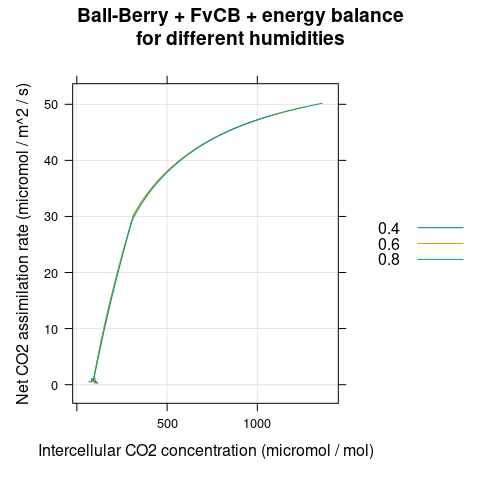 Ball-Berry + FvCB + energy balance
for different humidities
Net CO2 assimilation rate (micromol / m^2 / s)
50
40
30
20
10
0
500 1000
Intercellular CO2 concentration (micromol / mol)
0.4
0.6
0.8